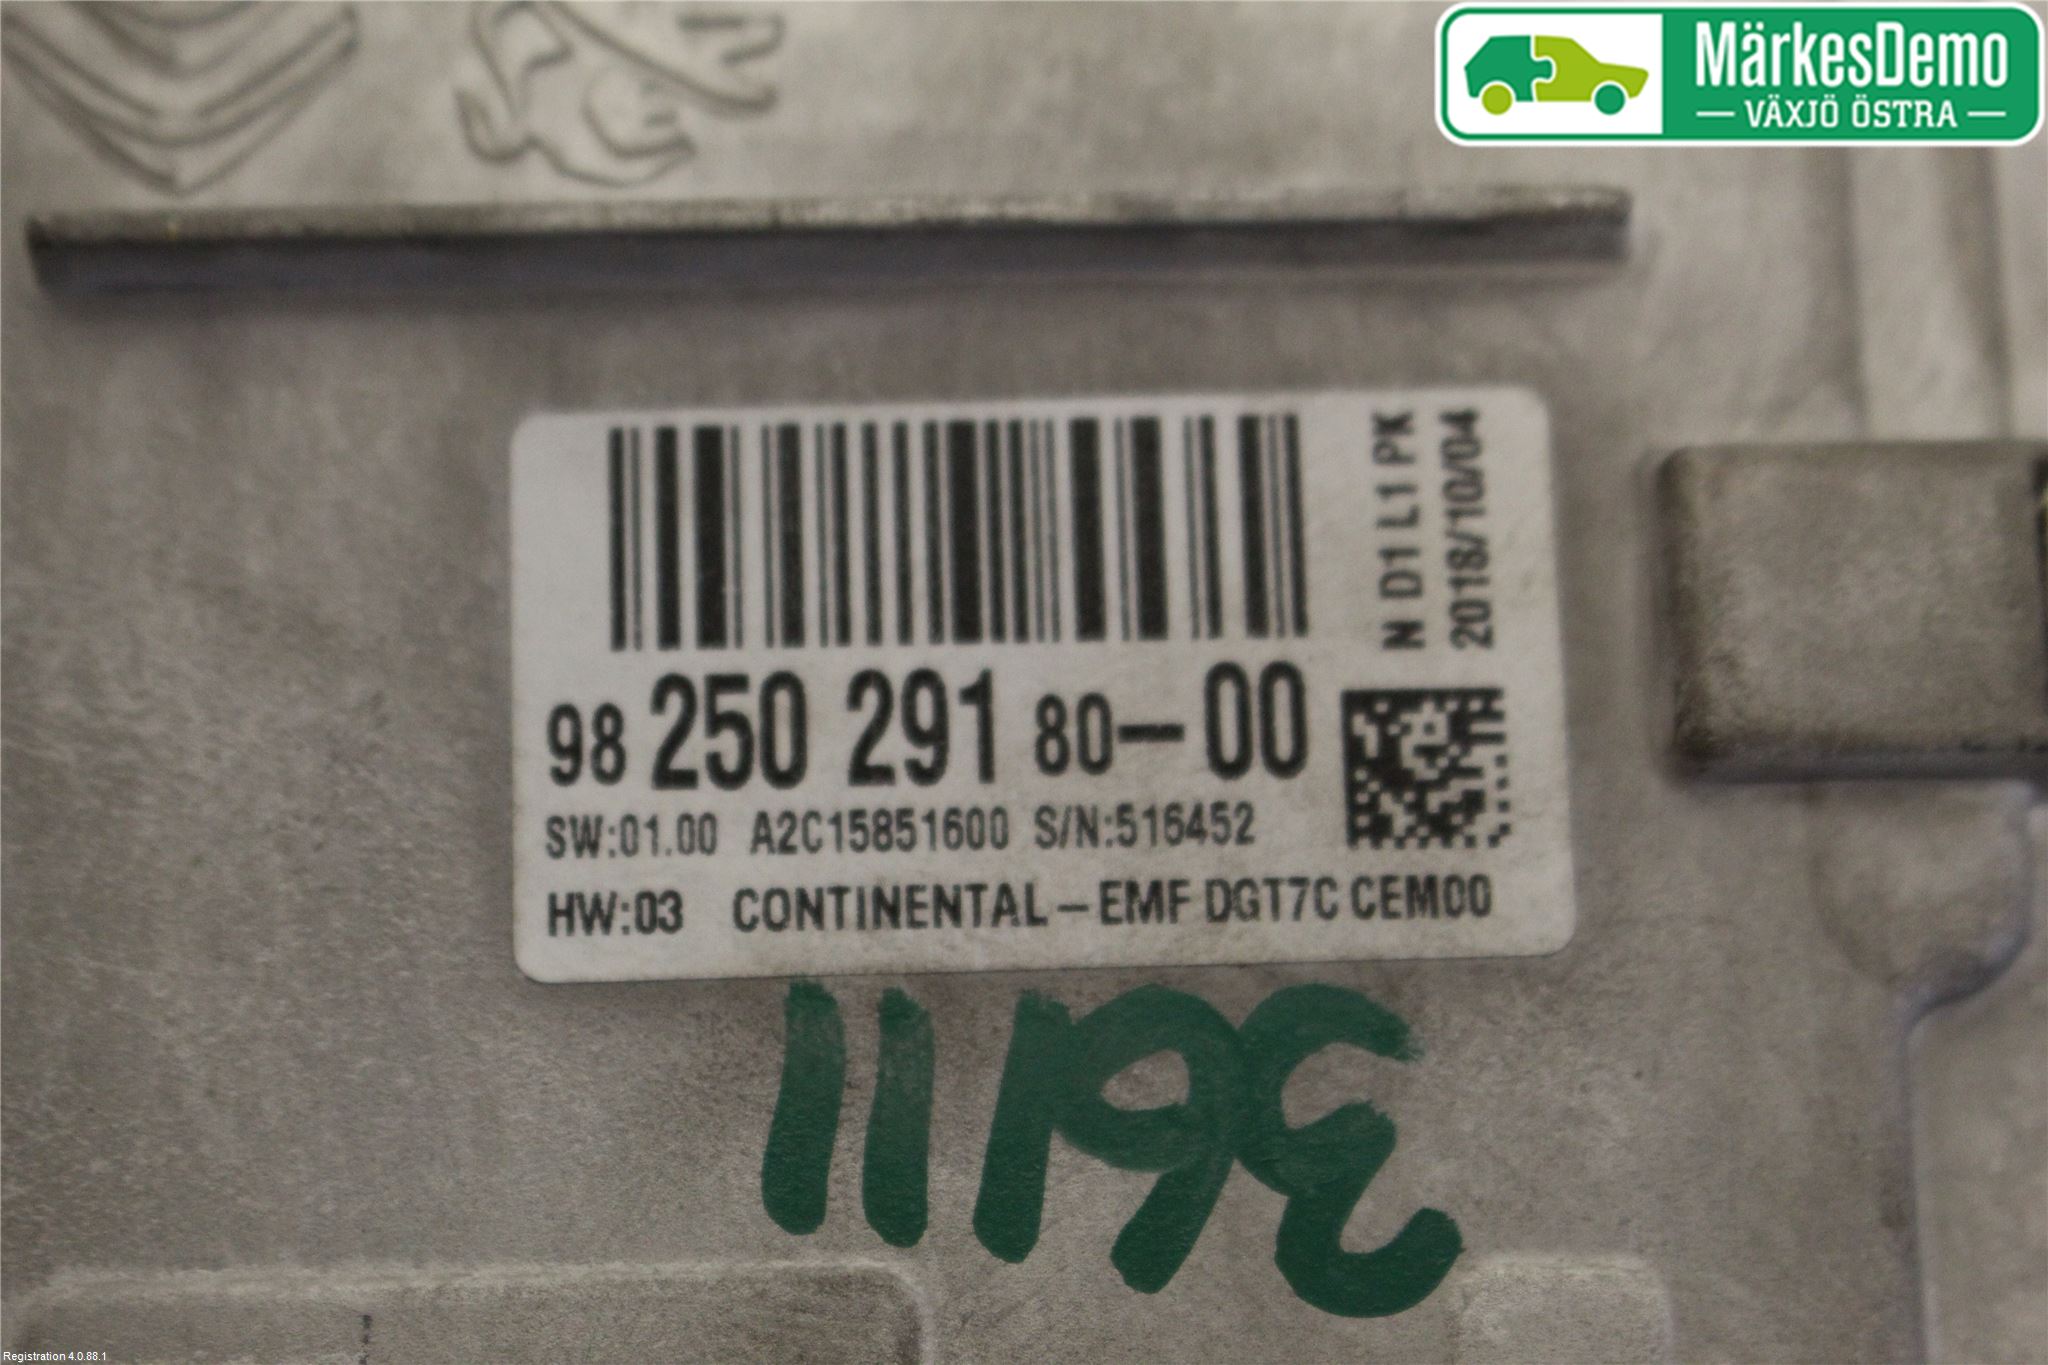 MärkesDemo
VÄXJÖ ÖSTRA
N D1 L1 PK
2018/10/04
98 250 291 80-00
SW:01.00 A2C15851600 S/N:516452
HW:03 CONTINENTAL-EMF DGT7C CEM00
Registration 4.0.88.1